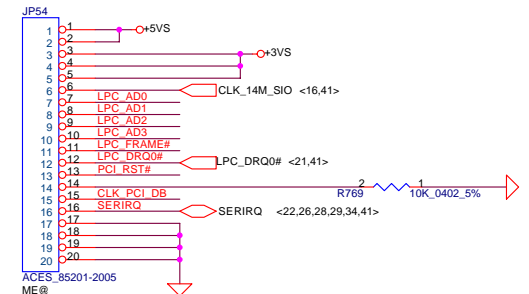 JP54
1 1 +5VS
2 2
3 3 +3VS
4 4
5 5
6 6 CLK_14M_SIO <16,41>
7 7 LPC_AD0
8 8 LPC_AD1
9 9 LPC_AD2
10 10 LPC_AD3
11 11 LPC_FRAME#
12 12 LPC_DRQ0# LPC_DRQ0# <21,41>
13 13 PCI_RST#
14 14 2 1
R769 10K_0402_5%
15 15 CLK_PCI_DB
16 16 SERIRQ SERIRQ <22,26,28,29,34,41>
17 17
18 18
19 19
20 20
ACES_85201-2005
ME@